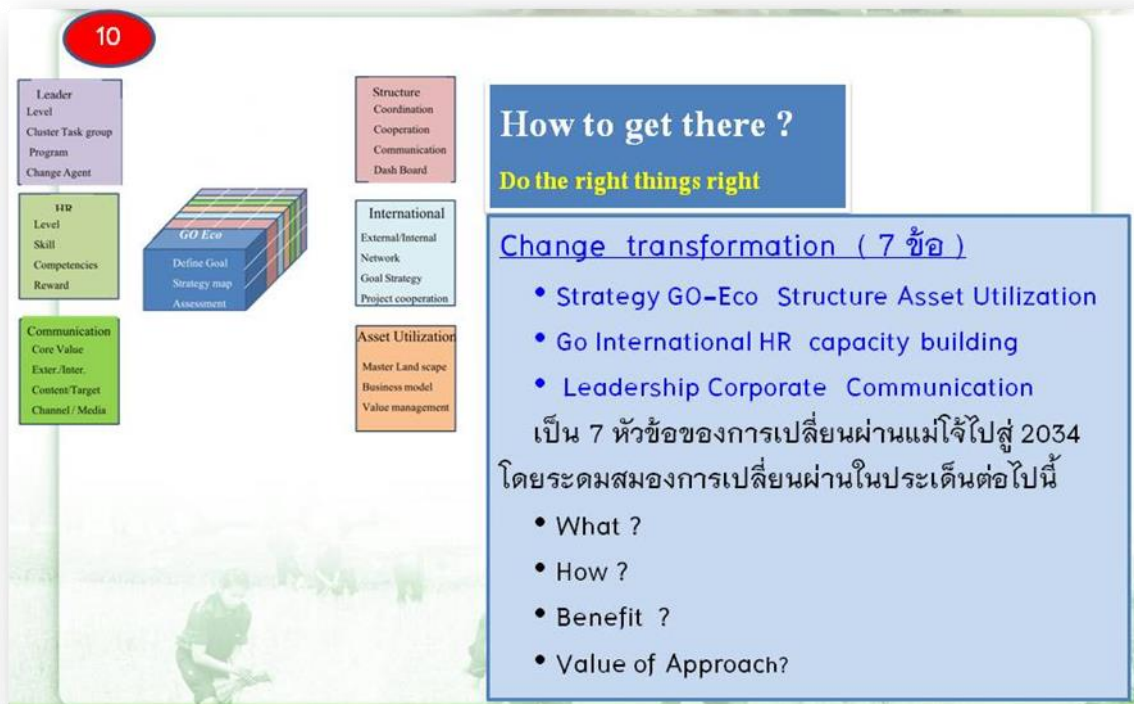 10
Leader
Level
Cluster Task group
Program
Change Agent
HR
Level
Skill
Competencies
Reward
Communication
Core Value
Exter./Inter.
Content/Target
Channel / Media
GO Eco
Define Goal
Strategy map
Assessment
Structure
Coordination
Cooperation
Communication
Dash Board
International
External/Internal
Network
Goal Strategy
Project cooperation
Asset Utilization
Master Land scape
Business model
Value management
How to get there ?
Do the right things right
Change transformation ( 7 ข้อ )
• Strategy GO-Eco Structure Asset Utilization
• Go International HR capacity building
• Leadership Corporate Communication
เป็น 7 หัวข้อของการเปลี่ยนผ่านแม่โจ้ไปสู่ 2034
โดยระดมสมองการเปลี่ยนผ่านในประเด็นต่อไปนี้
• What ?
• How ?
• Benefit ?
• Value of Approach?